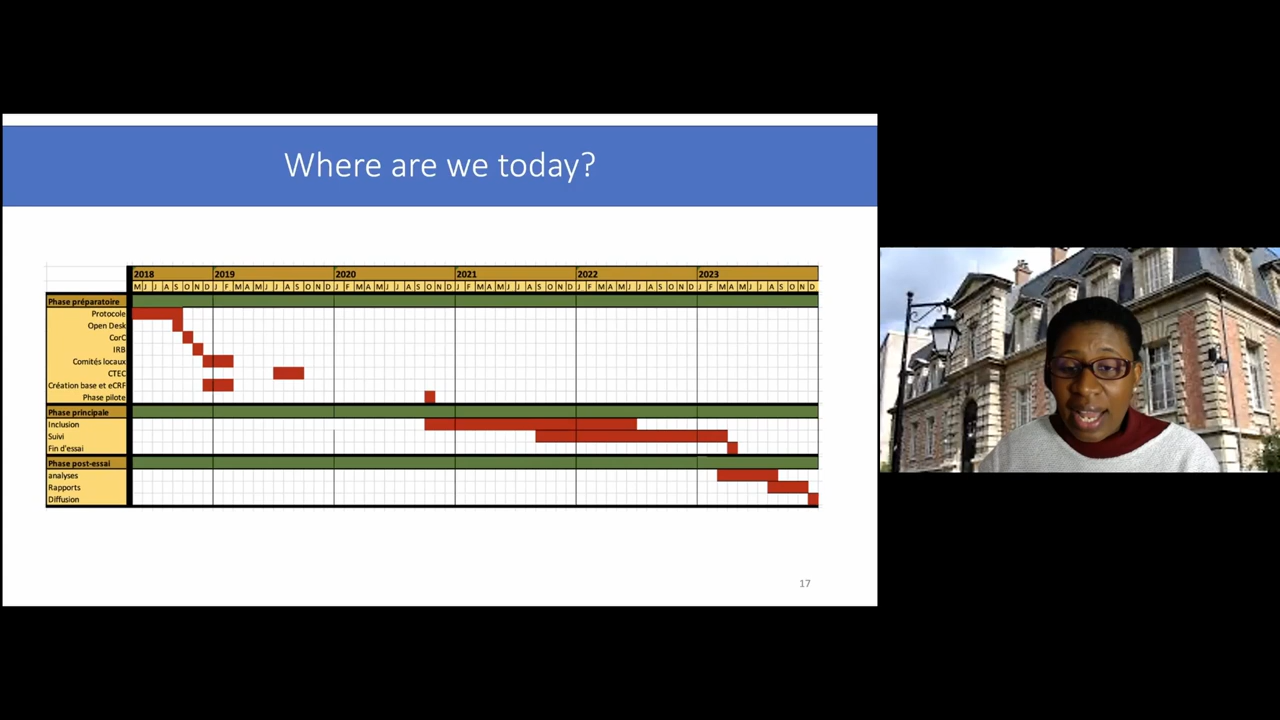 Where are we today?
2018 2019 2020 2021 2022 2023
M J J A S O N D J F M A M J J A S O N D J F M A M J J A S O N D J F M A M J J A S O N D J F M A M J J A S O N D J F M A M J J A S O N D
Phase préparatoire
Protocole
Open Desk
CorC
IRB
Comités locaux
CTEC
Création base et eCRF
Phase pilote
Phase principale
Inclusion
Suivi
Fin d'essai
Phase post-essai
analyses
Rapports
Diffusion
17